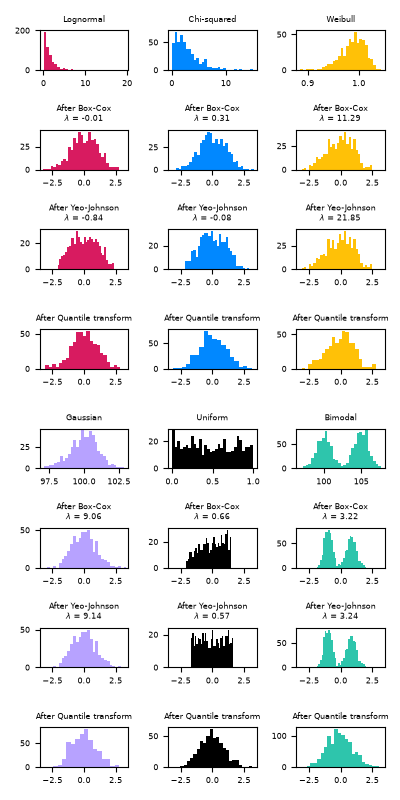 Lognormal Chi-squared Weibull
200
50
50
0
0
0
0 10 20
0 10
0.9 1.0
After Box-Cox After Box-Cox After Box-Cox
λ = -0.01 λ = 0.31 λ = 11.29
25
25
25
0
0
0
−2.5 0.0 2.5
−2.5 0.0 2.5
−2.5 0.0 2.5
After Yeo-Johnson After Yeo-Johnson After Yeo-Johnson
λ = -0.84 λ = -0.08 λ = 21.85
20
20
25
0
0
0
−2.5 0.0 2.5
−2.5 0.0 2.5
−2.5 0.0 2.5
After Quantile transform After Quantile transform After Quantile transform
50
50
50
0
0
0
−2.5 0.0 2.5
−2.5 0.0 2.5
−2.5 0.0 2.5
Gaussian Uniform Bimodal
25
20
50
0
0
0
97.5 100.0 102.5
0.0 0.5 1.0
100 105
After Box-Cox After Box-Cox After Box-Cox
λ = 9.06 λ = 0.66 λ = 3.22
50
20
50
0
0
0
−2.5 0.0 2.5
−2.5 0.0 2.5
−2.5 0.0 2.5
After Yeo-Johnson After Yeo-Johnson After Yeo-Johnson
λ = 9.14 λ = 0.57 λ = 3.24
50
20
50
0
0
0
−2.5 0.0 2.5
−2.5 0.0 2.5
−2.5 0.0 2.5
After Quantile transform After Quantile transform After Quantile transform
50
50
100
0
0
0
−2.5 0.0 2.5
−2.5 0.0 2.5
−2.5 0.0 2.5